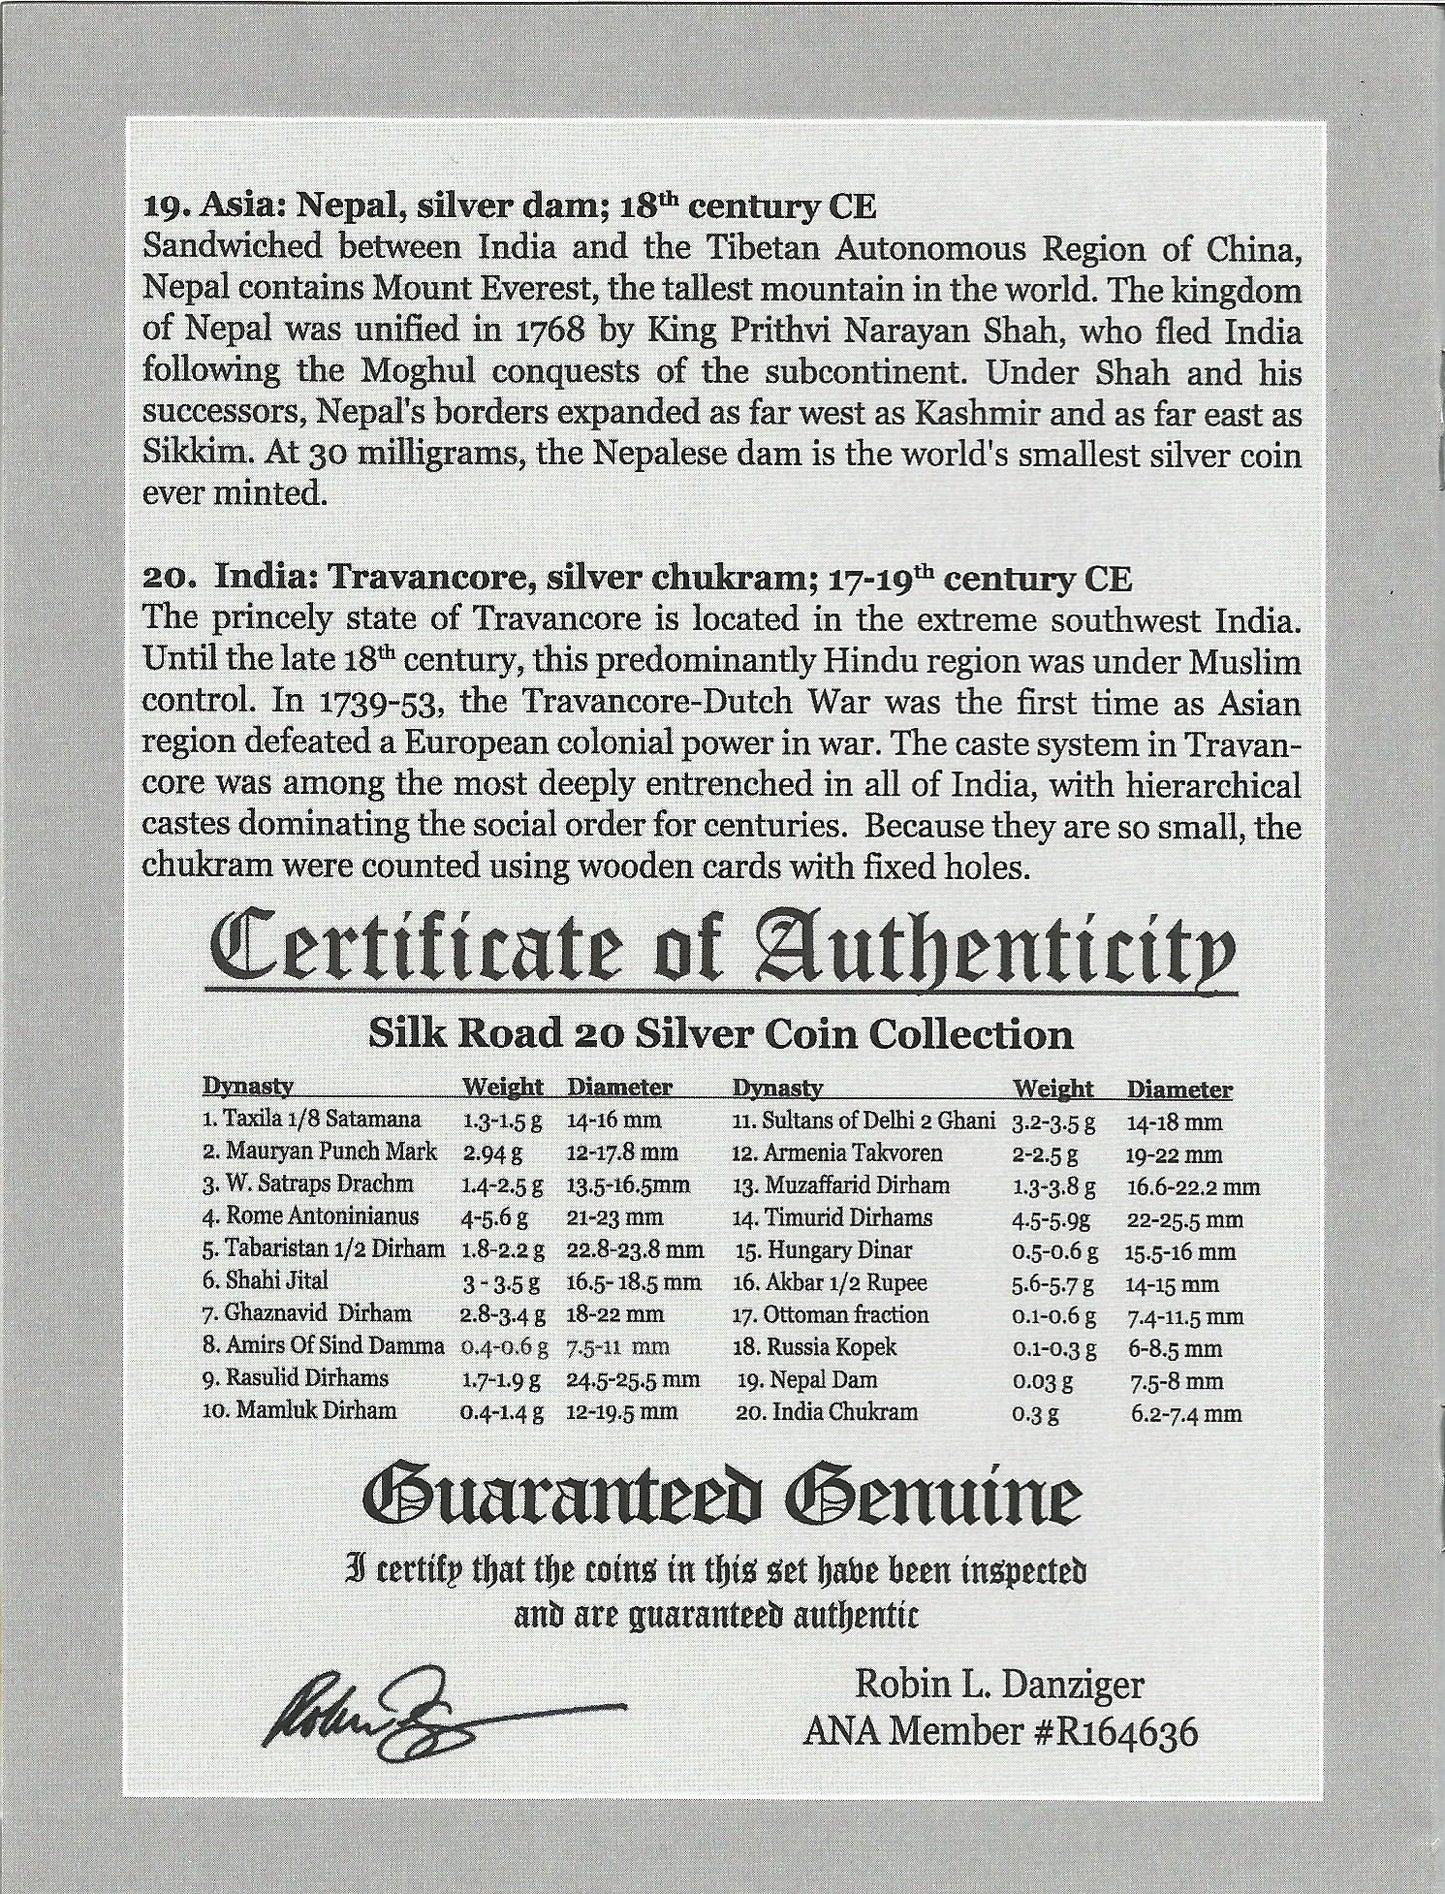 19. Asia: Nepal, silver dam; 18th century CE
Sandwiched between India and the Tibetan Autonomous Region of China,
Nepal contains Mount Everest, the tallest mountain in the world. The kingdom
of Nepal was unified in 1768 by King Prithvi Narayan Shah, who fled India
following the Moghul conquests of the subcontinent. Under Shah and his
successors, Nepal's borders expanded as far west as Kashmir and as far east as
Sikkim. At 30 milligrams, the Nepalese dam is the world's smallest silver coin
ever minted.
20. India: Travancore, silver chukram; 17-19th century CE
The princely state of Travancore is located in the extreme southwest India.
Until the late 18th century, this predominantly Hindu region was under Muslim
control. In 1739-53, the Travancore-Dutch War was the first time as Asian
region defeated a European colonial power in war. The caste system in Travan-
core was among the most deeply entrenched in all of India, with hierarchical
castes dominating the social order for centuries. Because they are so small, the
chukram were counted using wooden cards with fixed holes.
Certificate of Authenticity
Silk Road 20 Silver Coin Collection
Dynasty Weight Diameter Dynasty Weight Diameter
1. Taxila 1/8 Satamana 1.3-1.5 g 14-16 mm 11. Sultans of Delhi 2 Ghani 3.2-3.5 g 14-18 mm
2. Mauryan Punch Mark 2.94 g 12-17.8 mm 12. Armenia Takvoren 2-2.5 g 19-22 mm
3. W. Satraps Drachm 1.4-2.5 g 13.5-16.5mm 13. Muzaffarid Dirham 1.3-3.8 g 16.6-22.2 mm
4. Rome Antoninianus 4-5.6 g 21-23 mm 14. Timurid Dirhams 4.5-5.9g 22-25.5 mm
5. Tabaristan 1/2 Dirham 1.8-2.2 g 22.8-23.8 mm 15. Hungary Dinar 0.5-0.6 g 15.5-16 mm
6. Shahi Jital 3 - 3.5 g 16.5- 18.5 mm 16. Akbar 1/2 Rupee 5.6-5.7 g 14-15 mm
7. Ghaznavid Dirham 2.8-3.4 g 18-22 mm 17. Ottoman fraction 0.1-0.6 g 7.4-11.5 mm
8. Amirs Of Sind Damma 0.4-0.6 g 7.5-11 mm 18. Russia Kopek 0.1-0.3 g 6-8.5 mm
9. Rasulid Dirhams 1.7-1.9 g 24.5-25.5 mm 19. Nepal Dam 0.03 g 7.5-8 mm
10. Mamluk Dirham 0.4-1.4 g 12-19.5 mm 20. India Chukram 0.3 g 6.2-7.4 mm
Guaranteed Genuine
I certify that the coins in this set have been inspected
and are guaranteed authentic
Robin L. Danziger
ANA Member #R164636